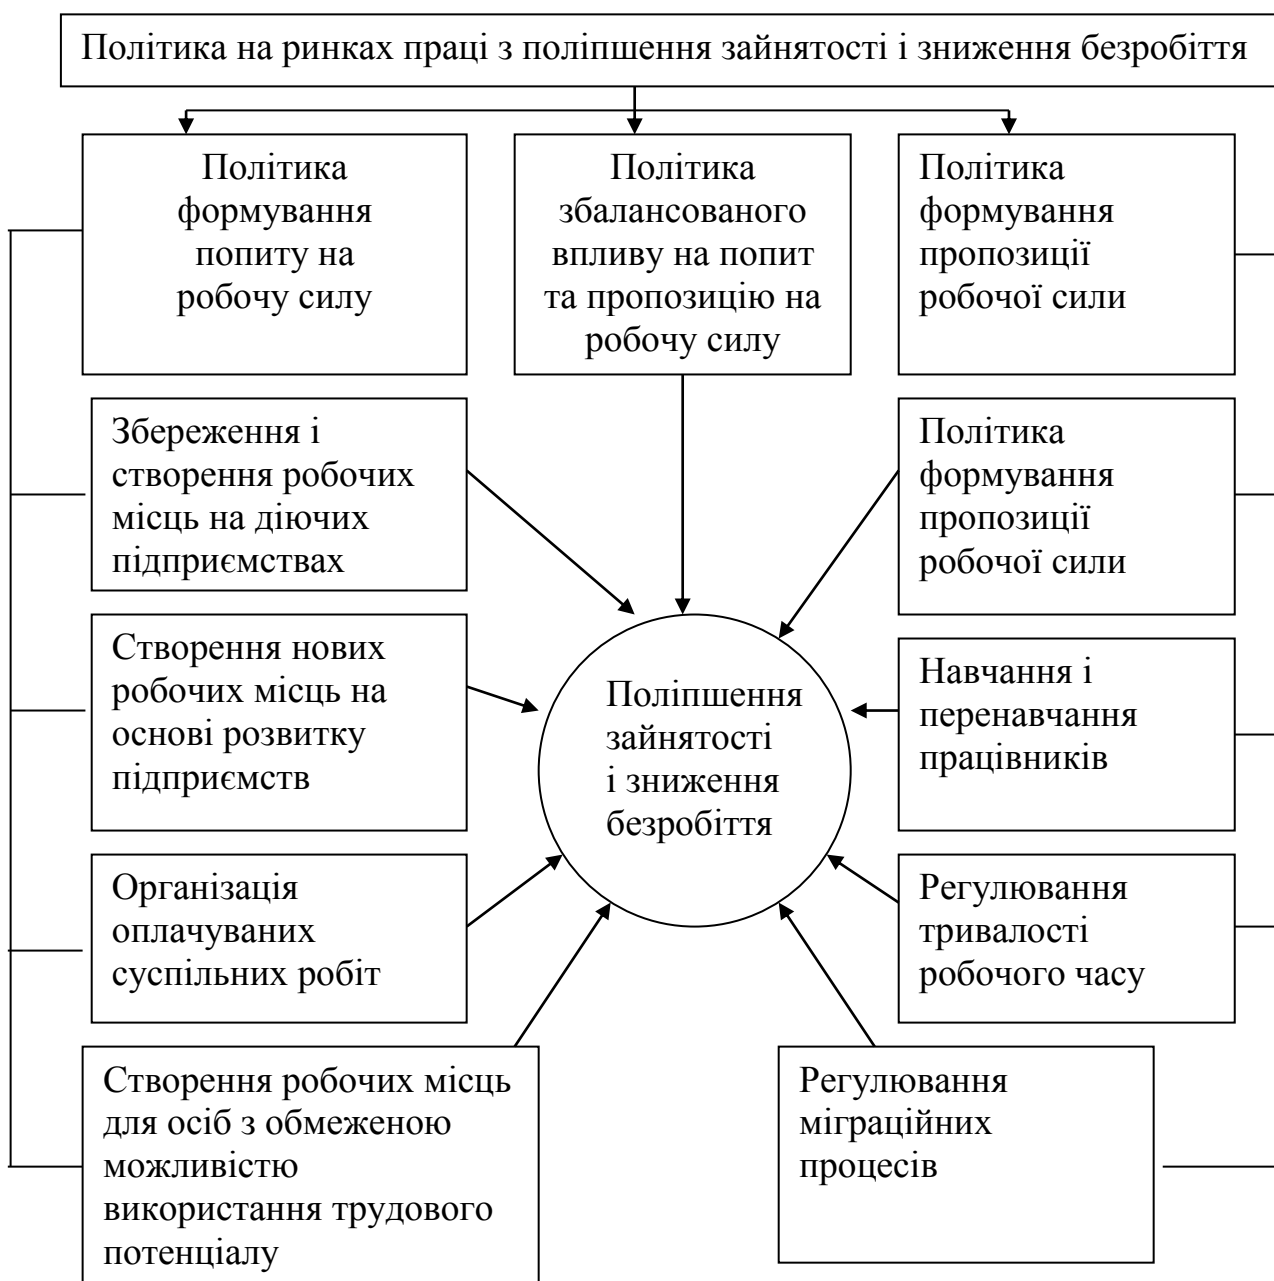 Політика на ринках праці з поліпшення зайнятості і зниження безробіття
Політика
формування
попиту на
робочу силу
Політика
збалансованого
впливу на попит
та пропозицію на
робочу силу
Політика
формування
пропозиції
робочої сили
Збереження і
створення робочих
місць на діючих
підприємствах
Політика
формування
пропозиції
робочої сили
Створення нових
робочих місць на
основі розвитку
підприємств
Поліпшення
зайнятості
і зниження
безробіття
Навчання і
перенавчання
працівників
Організація
оплачуваних
суспільних робіт
Регулювання
тривалості
робочого часу
Створення робочих місць
для осіб з обмеженою
можливістю
використання трудового
потенціалу
Регулювання
міграційних
процесів